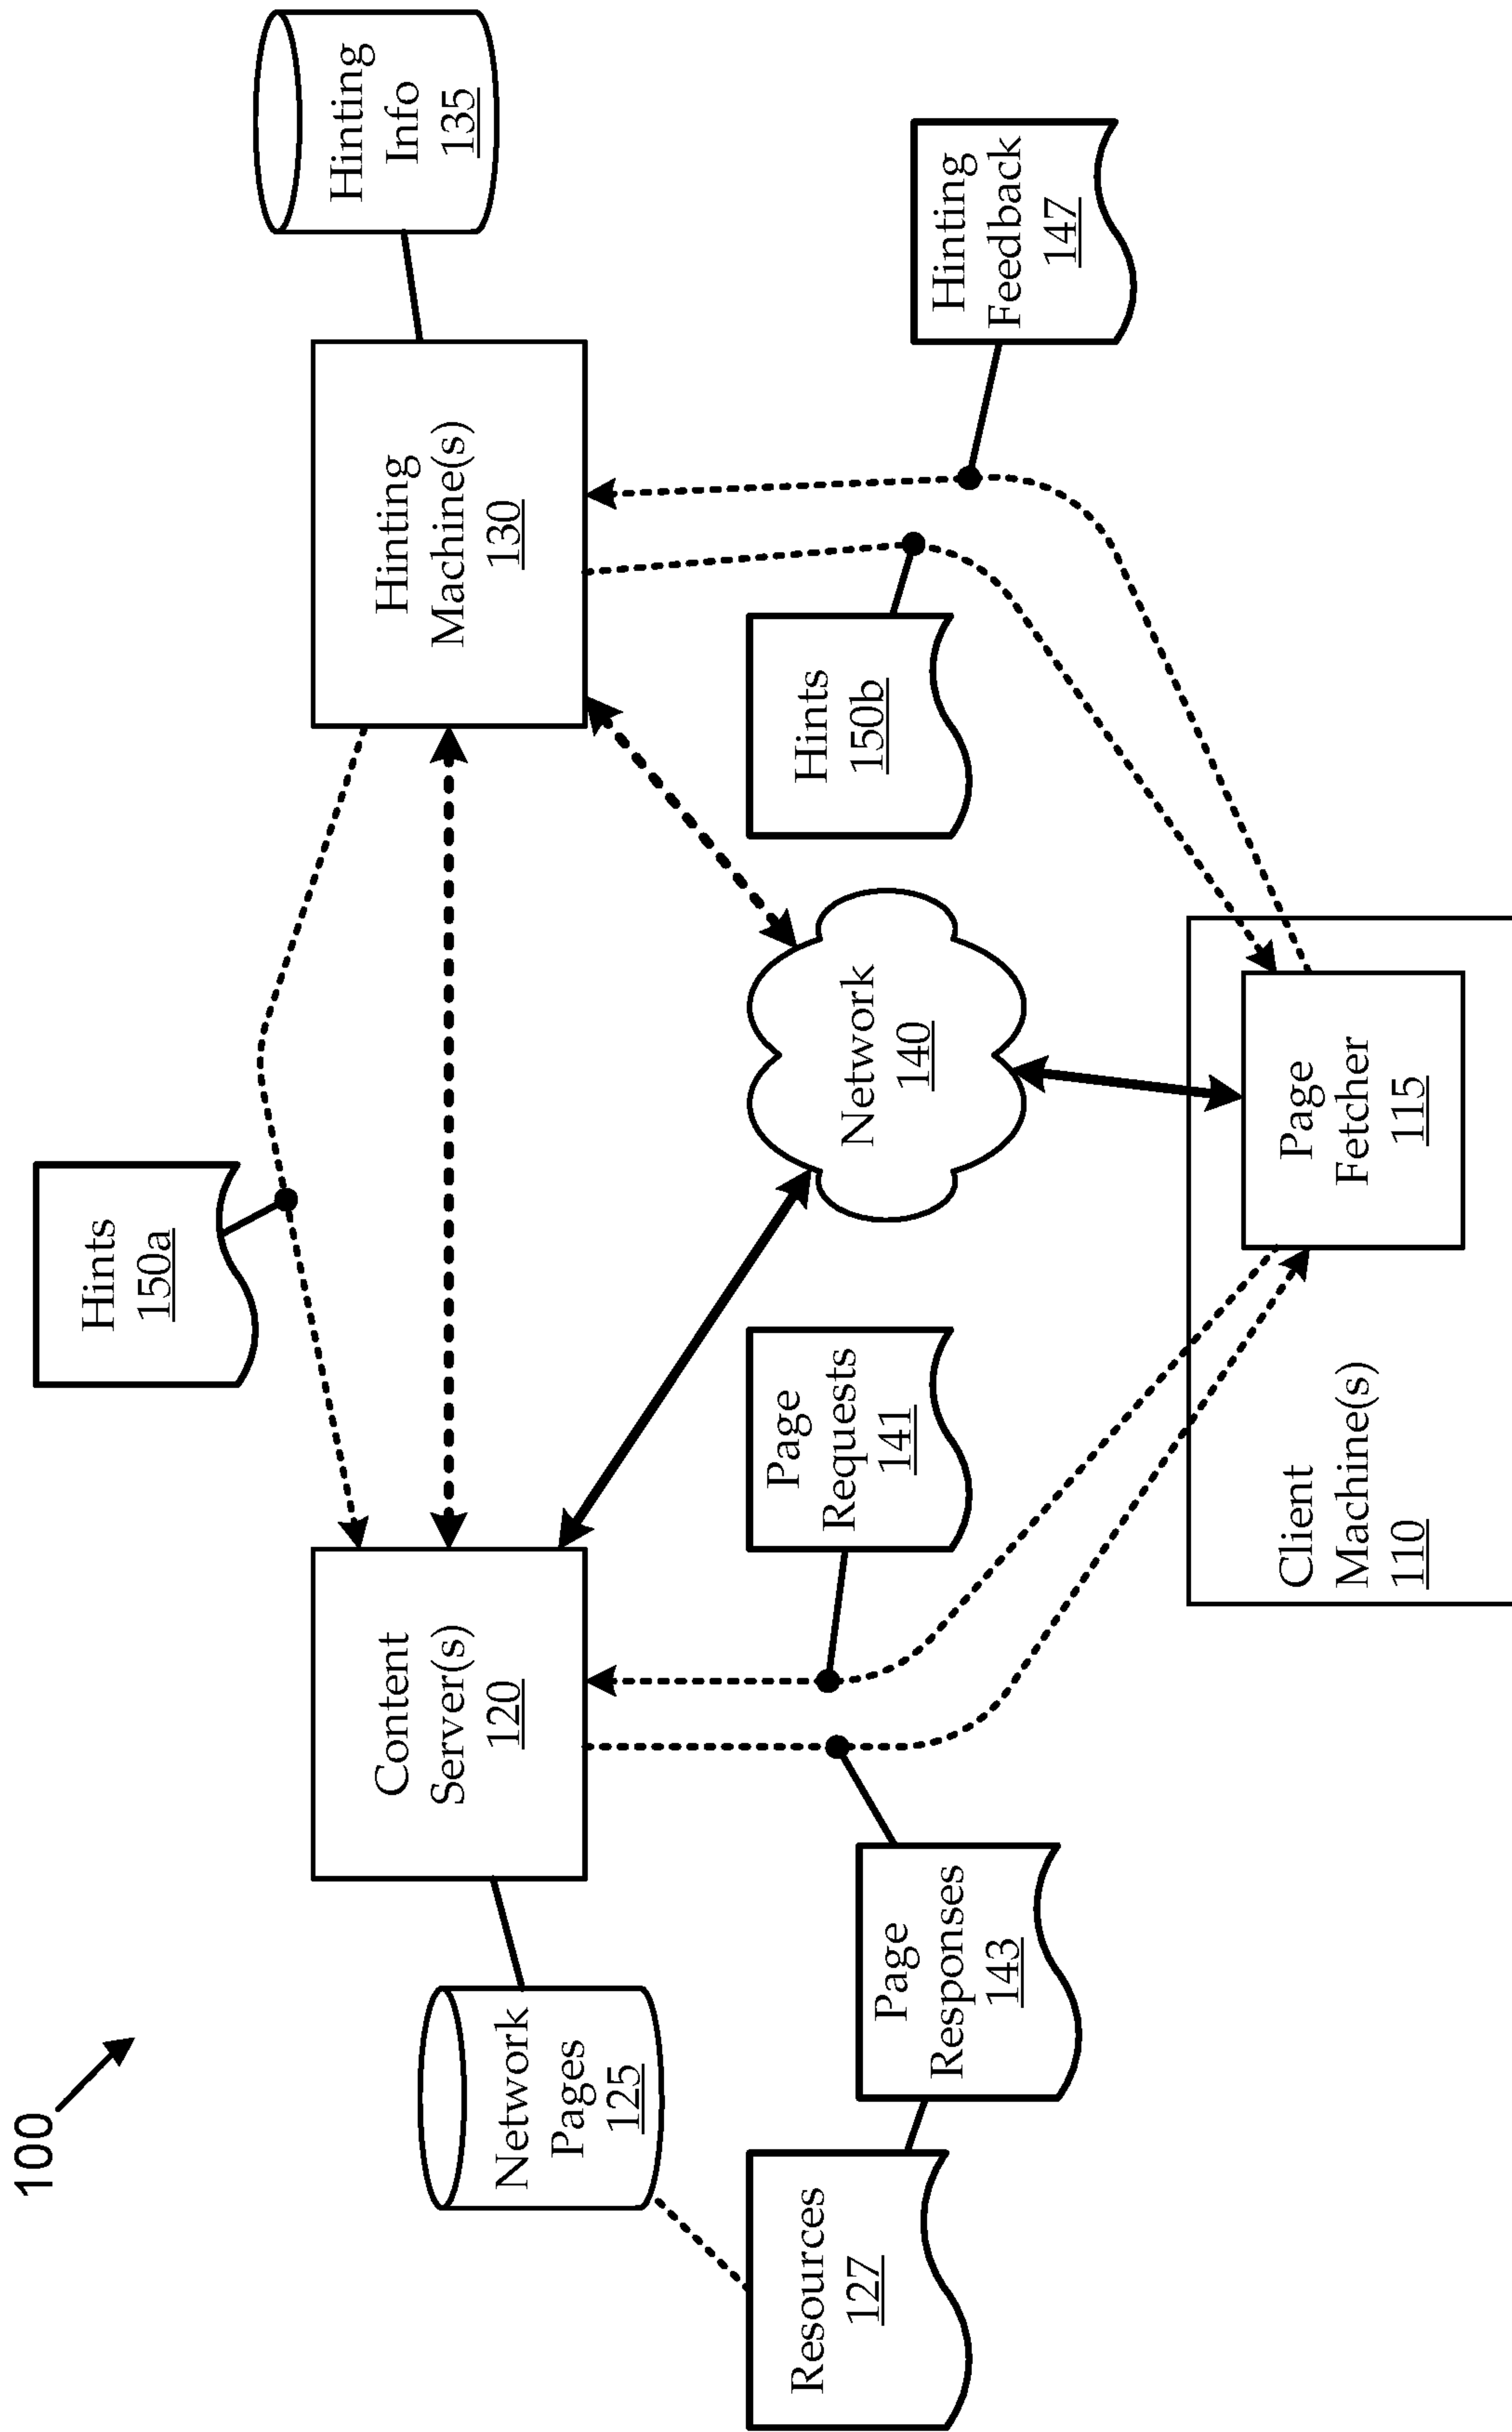 100
Hints
150a
Content
Server(s)
120
Hinting
Machine(s)
130
Hinting
Info
135
Network
Pages
125
Resources
127
Page
Responses
143
Page
Requests
141
Network
140
Hints
150b
Hinting
Feedback
147
Client
Machine(s)
110
Page
Fetcher
115